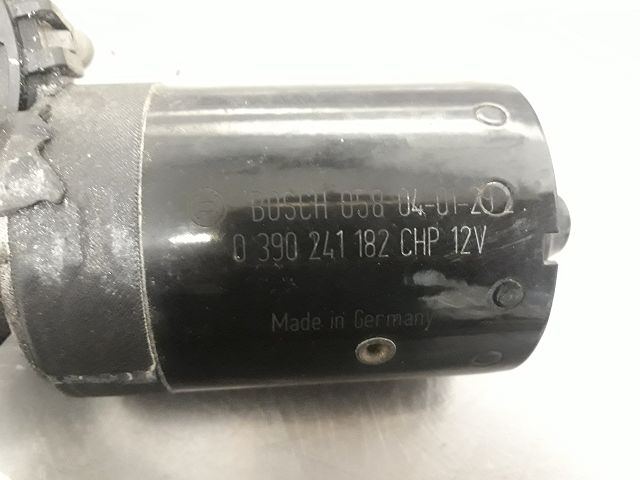 BOSCH 058 04-01-2
0 390 241 182 CHP 12V
Made in Germany